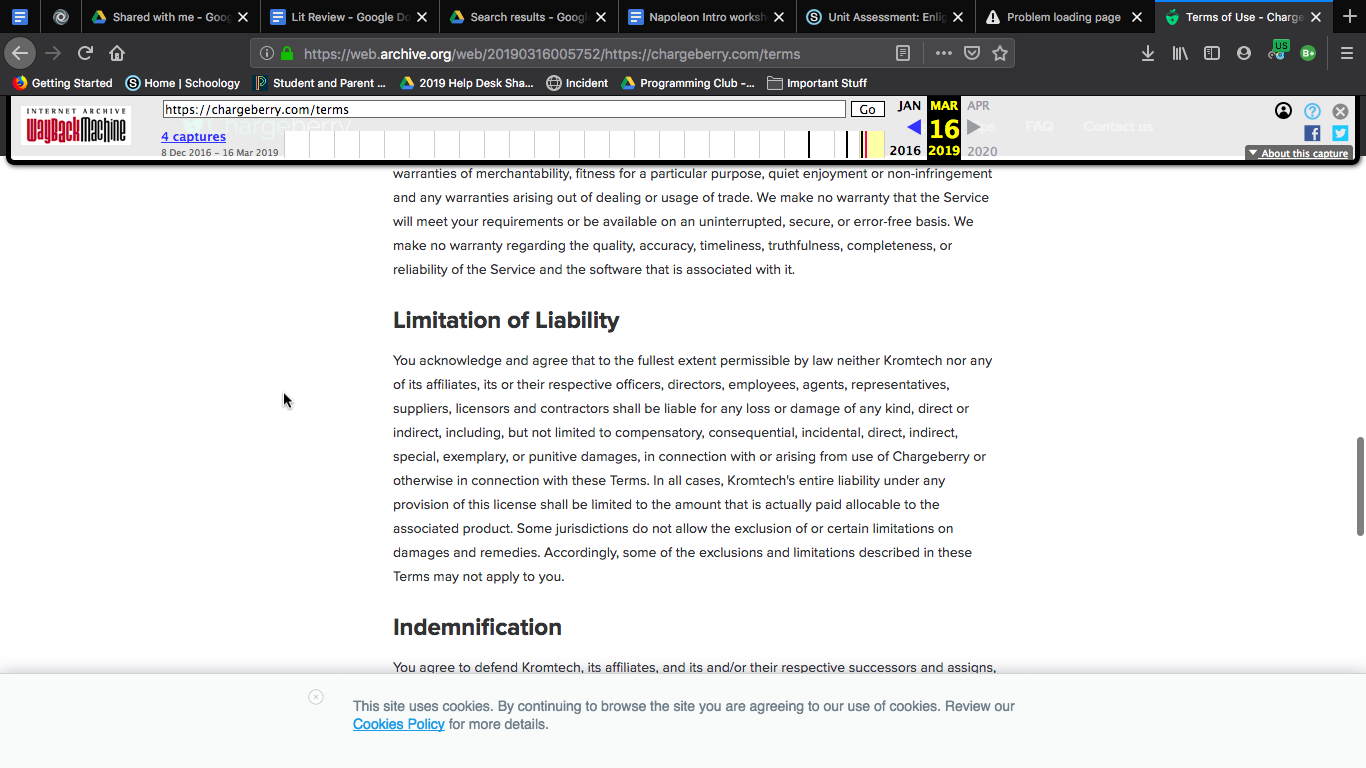 Shared with me - Goog
Lit Review - Google Do
Search results - Googl
Napoleon Intro worksh
Unit Assessment: Enlig
Problem loading page
Terms of Use - Charge
https://web.archive.org/web/20190316005752/https://chargeberry.com/terms
US
B+
Getting Started
Home | Schoology
Student and Parent ...
2019 Help Desk Sha...
Incident
Programming Club -...
Important Stuff
INTERNET ARCHIVE
WayBackMachine
https://chargeberry.com/terms
Go
JAN
MAR
APR
chargeberry
FAQ
Contact us
4 captures
16
8 Dec 2016 – 16 Mar 2019
2016
2019
2020
About this capture
warranties of merchantability, fitness for a particular purpose, quiet enjoyment or non-infringement
and any warranties arising out of dealing or usage of trade. We make no warranty that the Service
will meet your requirements or be available on an uninterrupted, secure, or error-free basis. We
make no warranty regarding the quality, accuracy, timeliness, truthfulness, completeness, or
reliability of the Service and the software that is associated with it.
Limitation of Liability
You acknowledge and agree that to the fullest extent permissible by law neither Kromtech nor any
of its affiliates, its or their respective officers, directors, employees, agents, representatives,
suppliers, licensors and contractors shall be liable for any loss or damage of any kind, direct or
indirect, including, but not limited to compensatory, consequential, incidental, direct, indirect,
special, exemplary, or punitive damages, in connection with or arising from use of Chargeberry or
otherwise in connection with these Terms. In all cases, Kromtech's entire liability under any
provision of this license shall be limited to the amount that is actually paid allocable to the
associated product. Some jurisdictions do not allow the exclusion of or certain limitations on
damages and remedies. Accordingly, some of the exclusions and limitations described in these
Terms may not apply to you.
Indemnification
You agree to defend Kromtech, its affiliates, and its and/or their respective successors and assigns,
This site uses cookies. By continuing to browse the site you are agreeing to our use of cookies. Review our
Cookies Policy for more details.